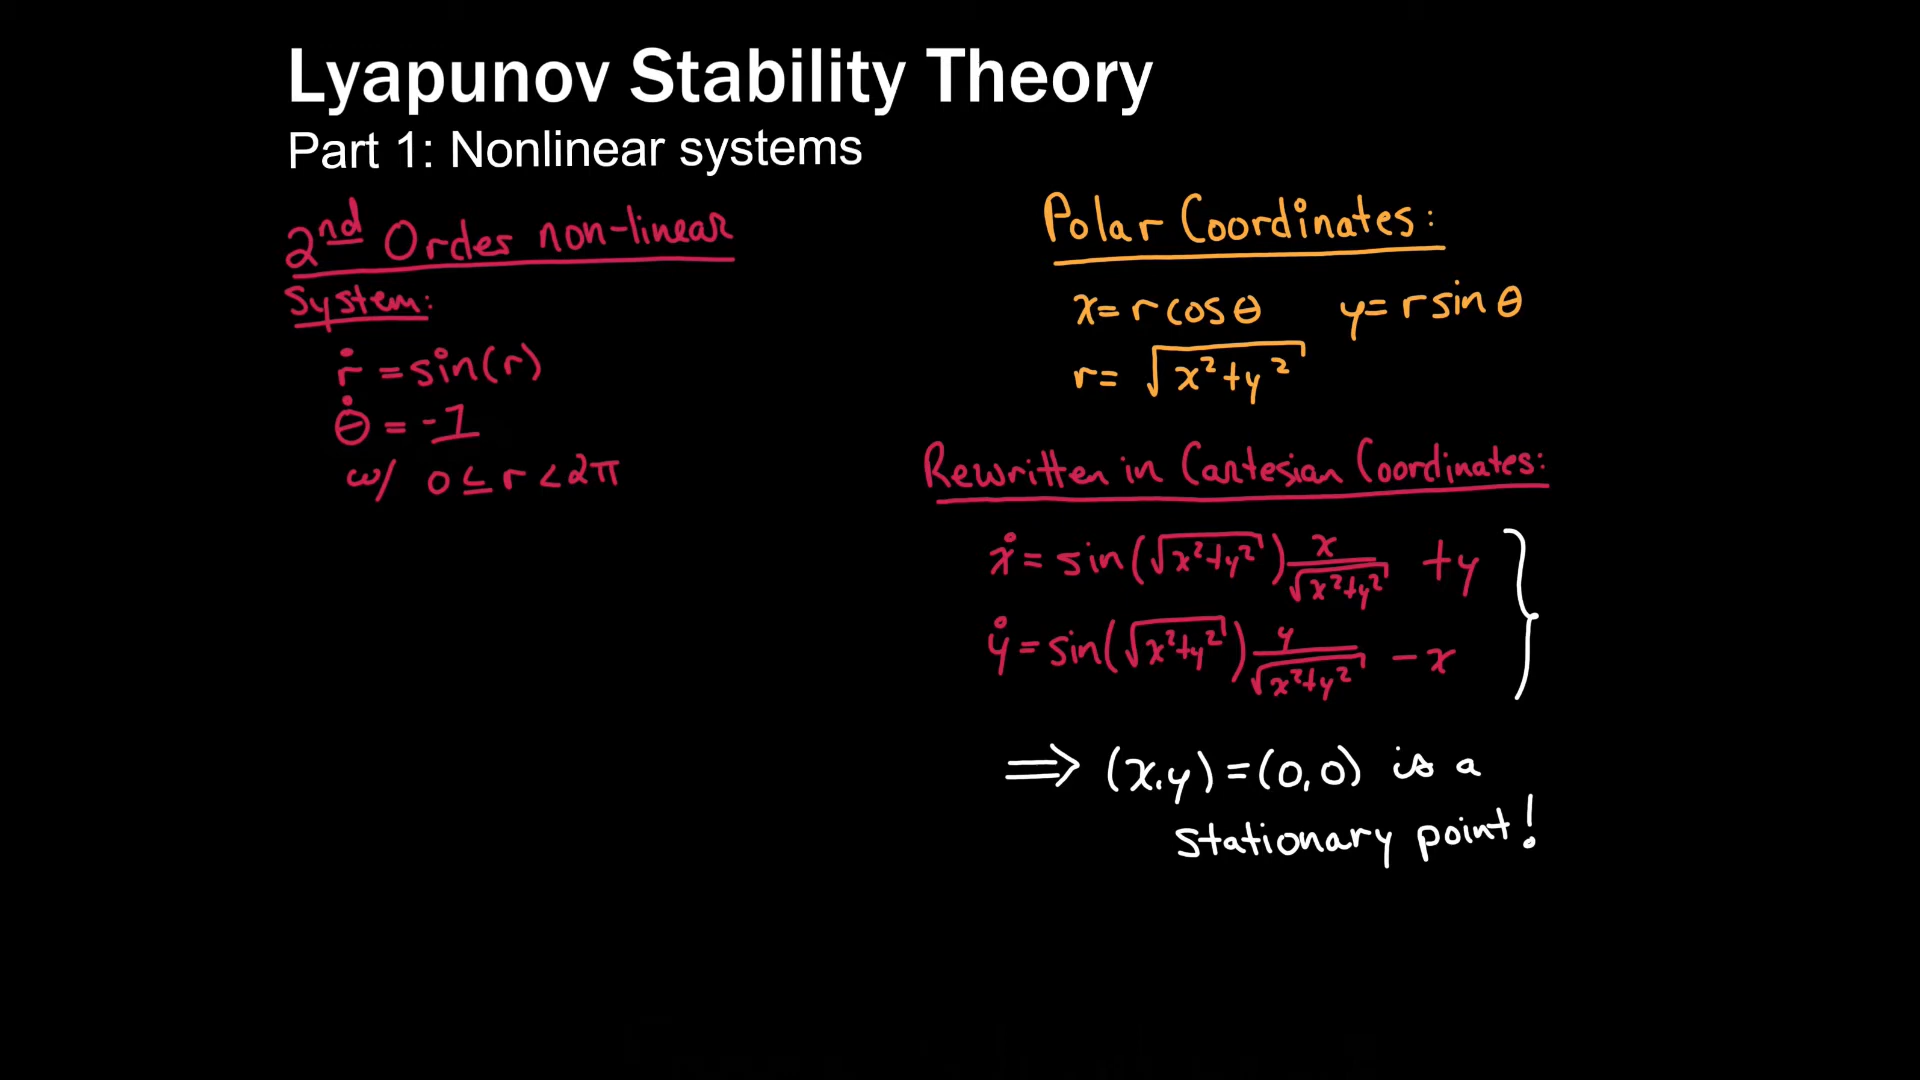 Lyapunov Stability Theory
Part 1: Nonlinear systems
2nd Order non-linear
System:
ṙ = sin(r)
θ̇ = -1
w/ 0 ≤ r < 2π
Polar Coordinates:
x = r cos θ   y = r sin θ
r = √(x²+y²)
Rewritten in Cartesian Coordinates:
ẋ = sin(√(x²+y²)) x/√(x²+y²) + y
ẏ = sin(√(x²+y²)) y/√(x²+y²) - x
⟹ (x,y) = (0,0) is a
stationary point!